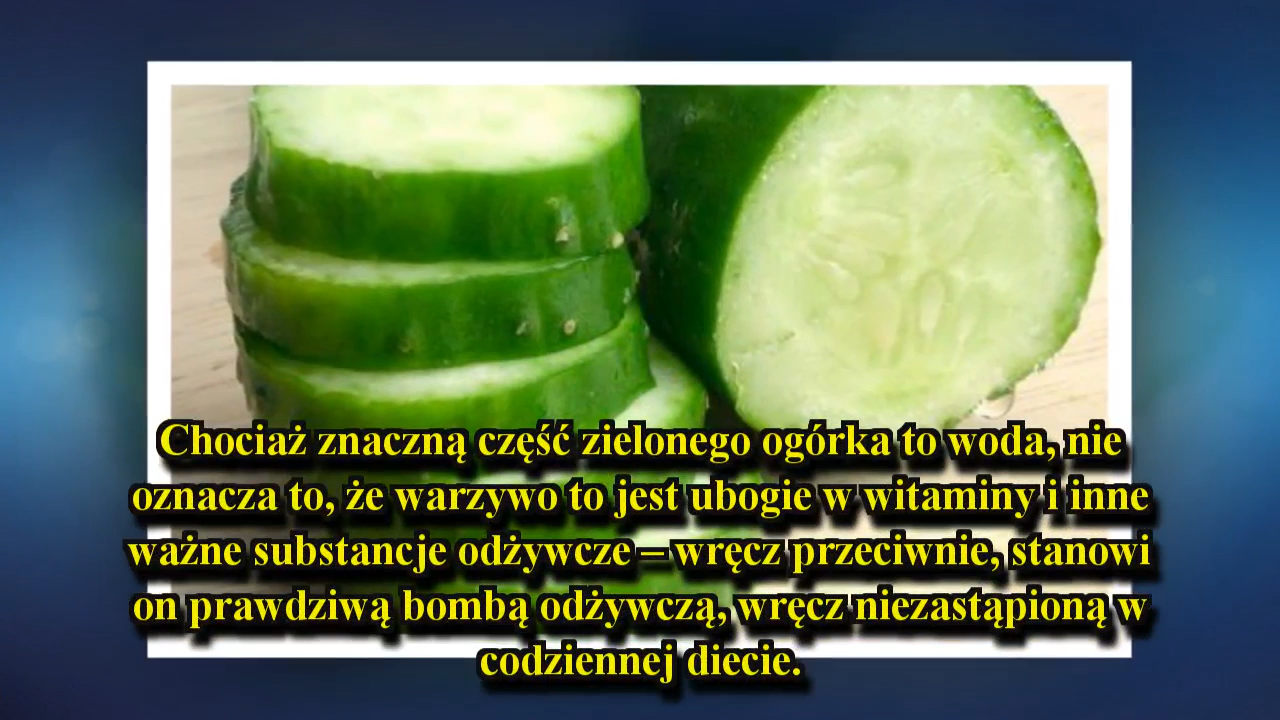 Chociaż znaczną część zielonego ogórka to woda, nie
oznacza to, że warzywo to jest ubogie w witaminy i inne
ważne substancje odżywcze – wręcz przeciwnie, stanowi
on prawdziwą bombą odżywczą, wręcz niezastąpioną w
codziennej diecie.